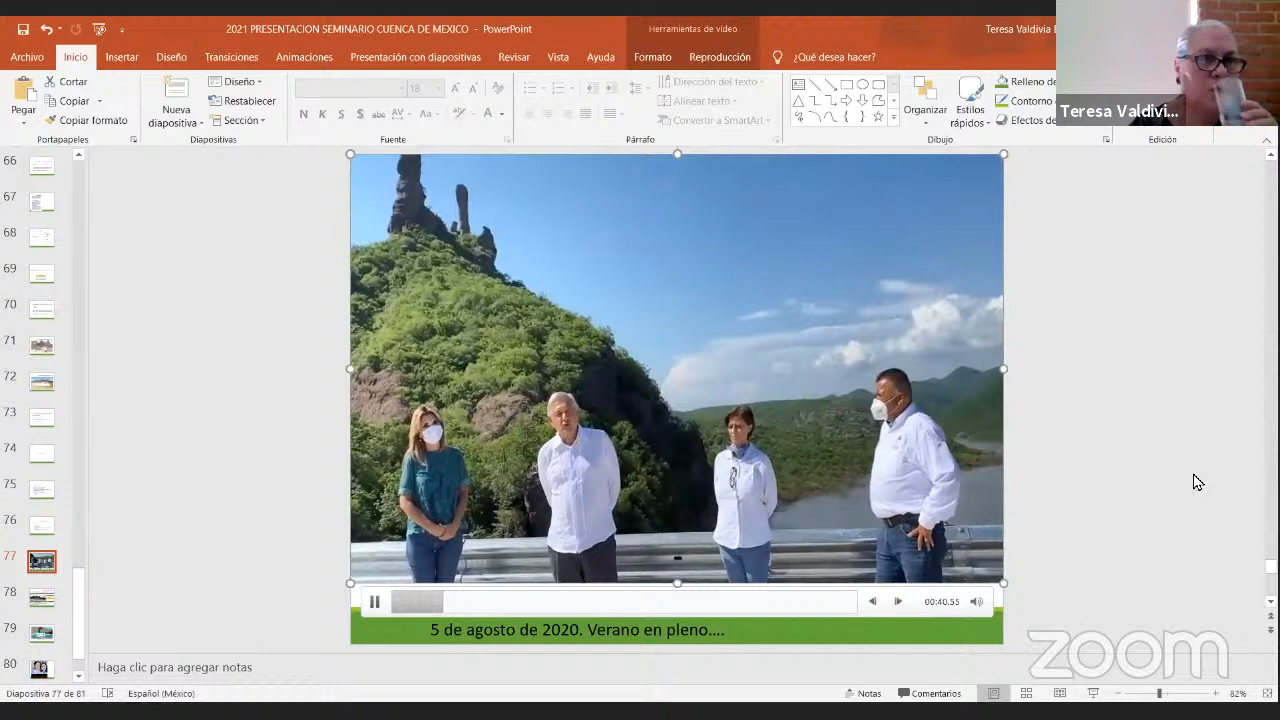 2021 PRESENTACION SEMINARIO CUENCA DE MEXICO - PowerPoint
Herramientas de vídeo
Teresa Valdivia
Archivo Inicio Insertar Diseño Transiciones Animaciones Presentación con diapositivas Revisar Vista Ayuda Formato Reproducción ¿Qué desea hacer?
Teresa Valdivi...
Pegar
Cortar
Copiar
Copiar formato
Portapapeles
Nueva
diapositiva
Diseño
Restablecer
Sección
Diapositivas
18
N K S abc AV Aa A
Fuente
Dirección del texto
Alinear texto
Convertir a SmartArt
Párrafo
Organizar
Estilos
rápidos
Relleno de
Contorno
Efectos de
Dibujo
Edición
66
67
68
69
70
71
72
73
74
75
76
77
78
79
80
00:40.55
5 de agosto de 2020. Verano en pleno....
zoom
Haga clic para agregar notas
Diapositiva 77 de 81 Español (México) Notas Comentarios 82%